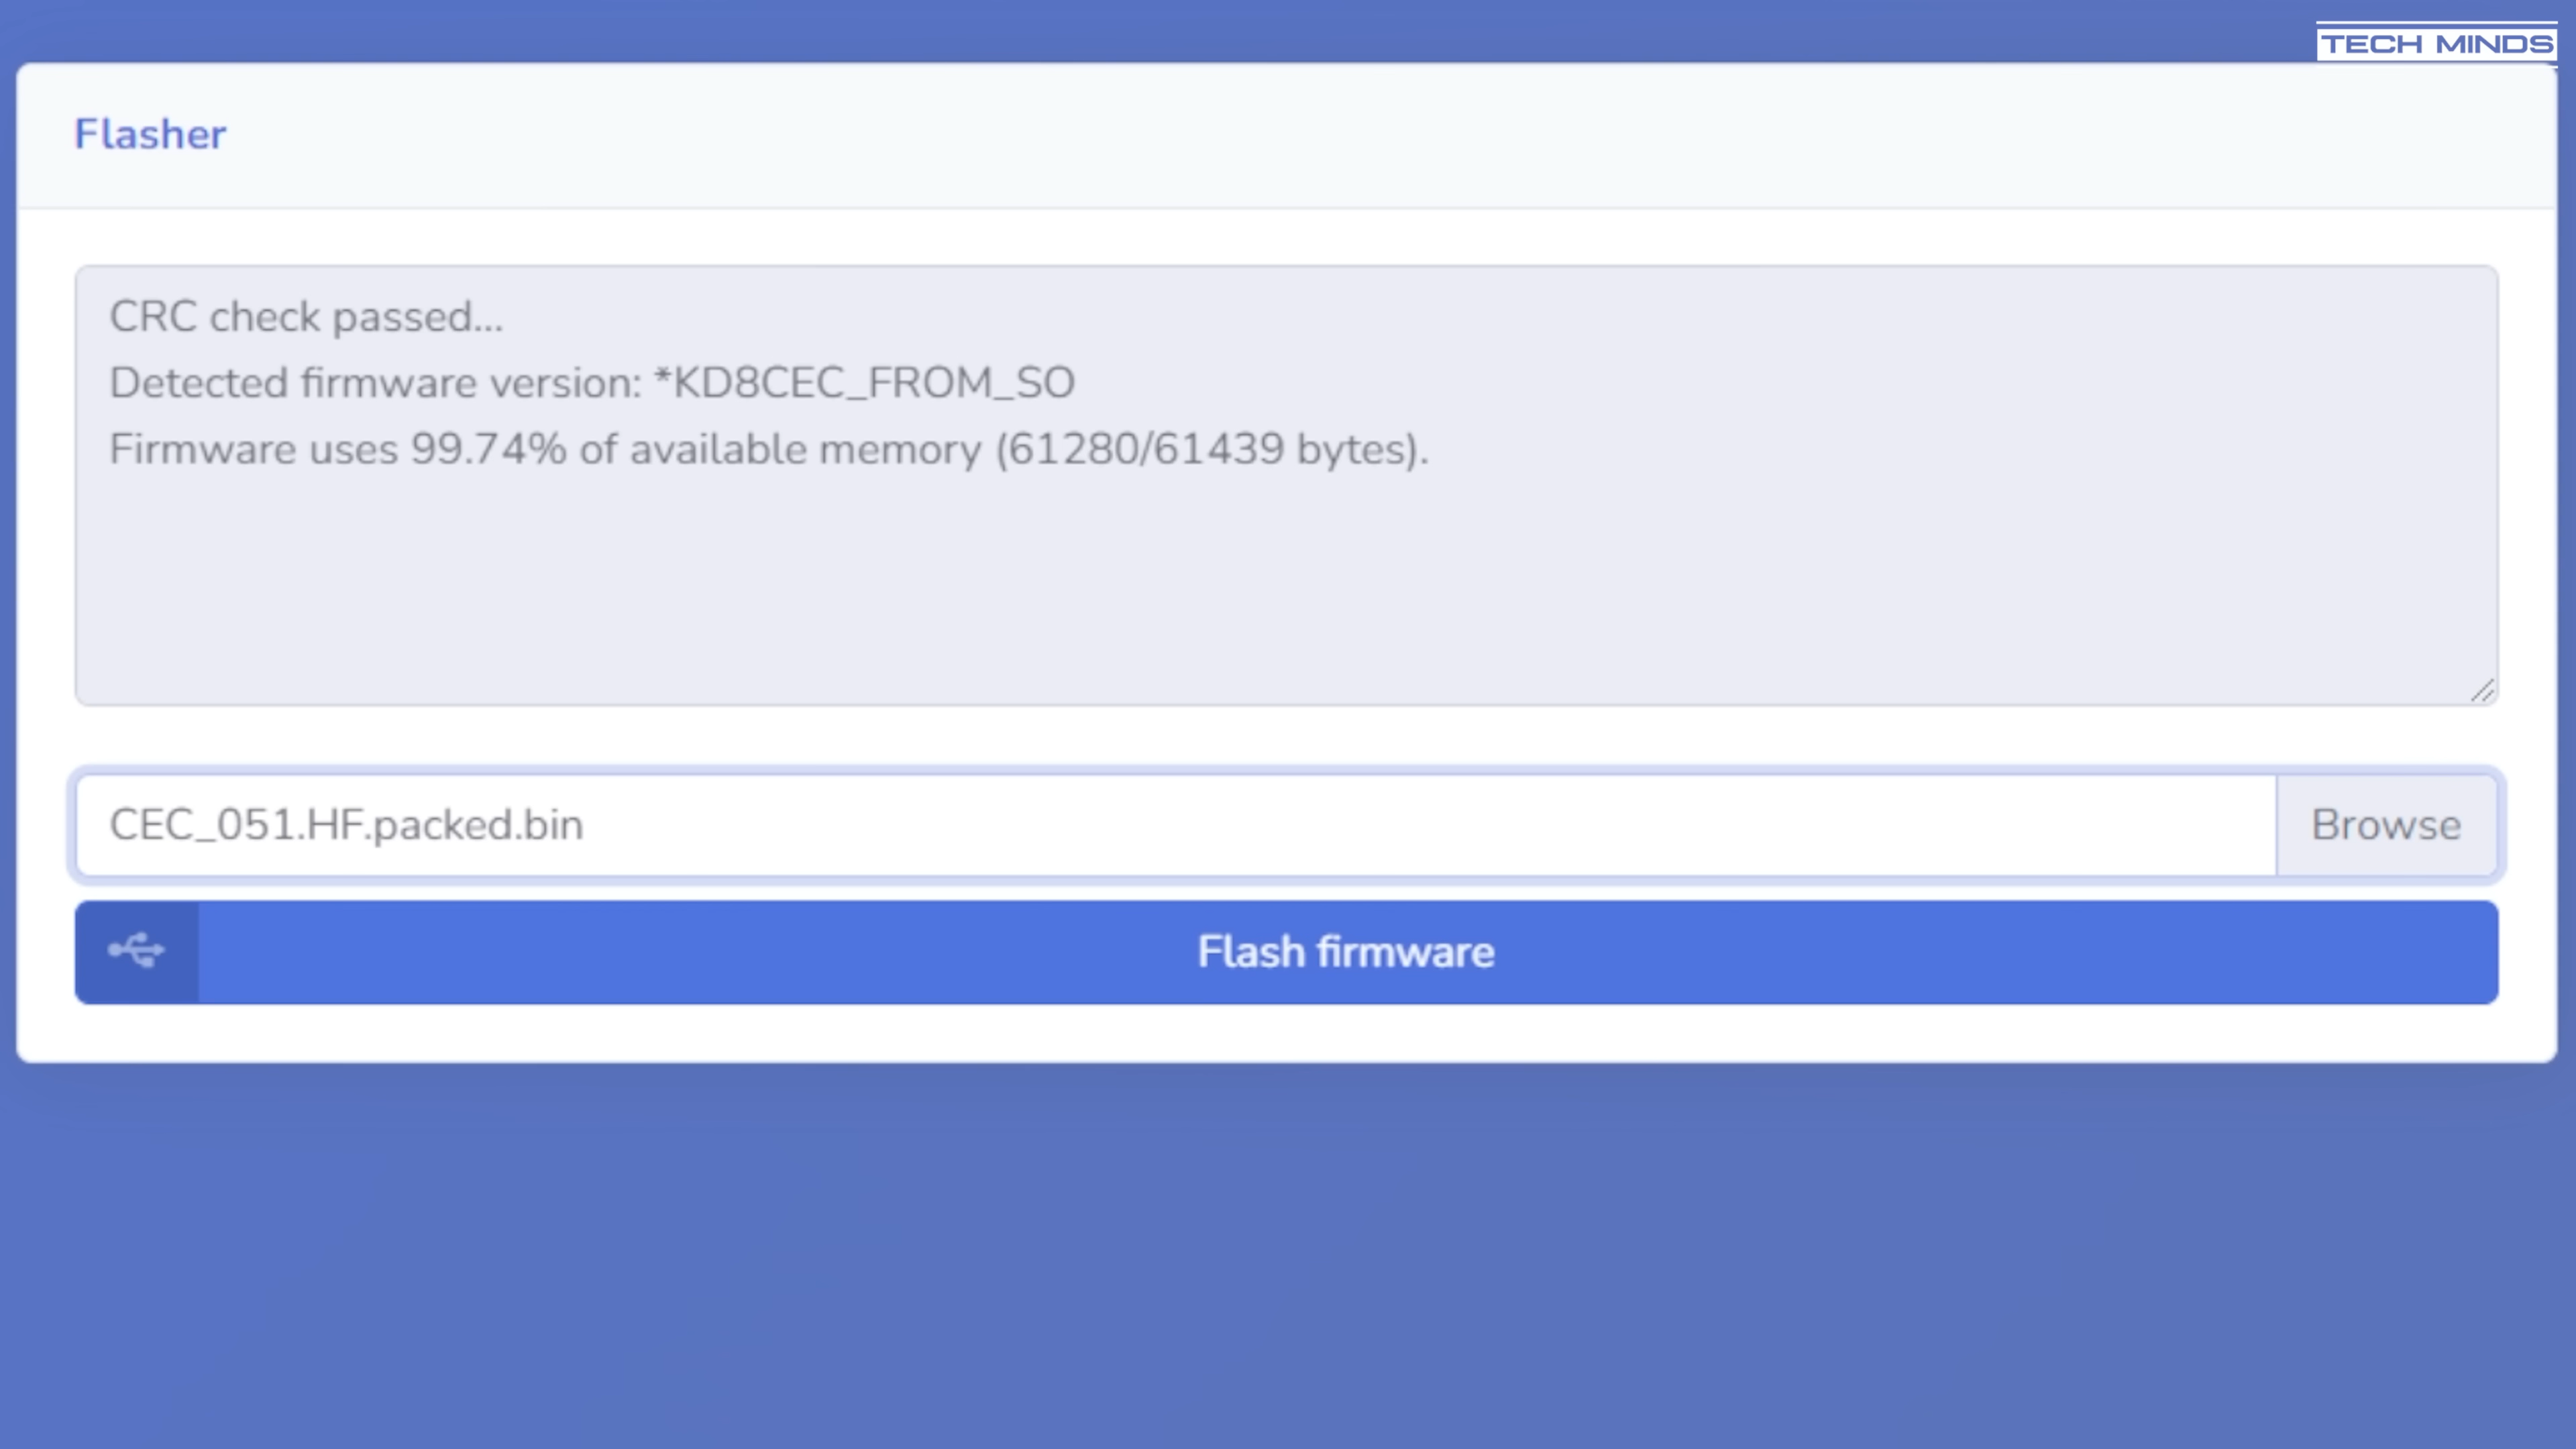 TECH MINDS
Flasher
CRC check passed...
Detected firmware version: *KD8CEC_FROM_SO
Firmware uses 99.74% of available memory (61280/61439 bytes).
CEC_051.HF.packed.bin
Browse
Flash firmware